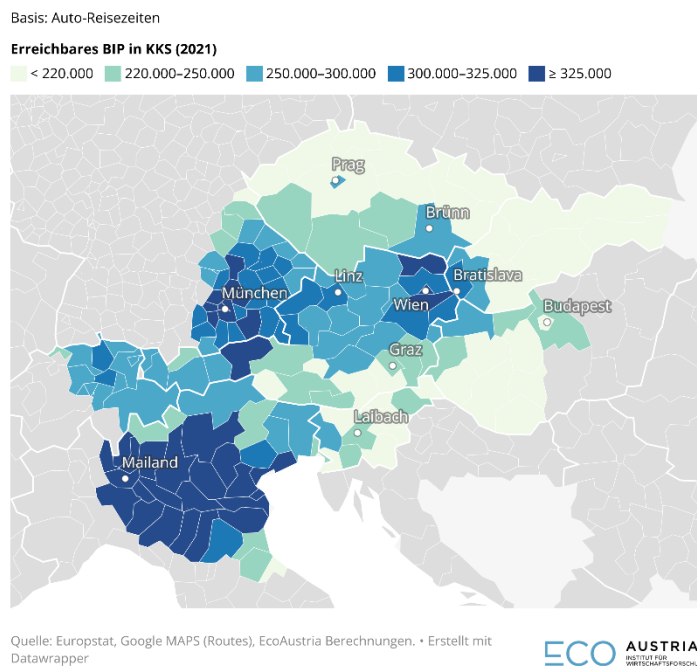 Basis: Auto-Reisezeiten
Erreichbares BIP in KKS (2021)
< 220.000 220.000–250.000 250.000–300.000 300.000–325.000 ≥ 325.000
Prag
Brünn
Linz
Bratislava
München
Wien
Budapest
Graz
Laibach
Mailand
Quelle: Europstat, Google MAPS (Routes), EcoAustria Berechnungen. • Erstellt mit
Datawrapper
ECO AUSTRIA
INSTITUT FÜR
WIRTSCHAFTSFORSCH